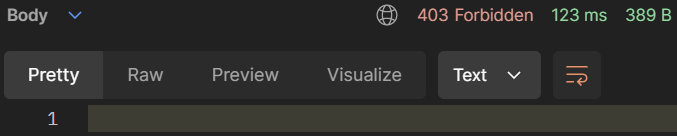 Body 403 Forbidden 123 ms 389 B
Pretty Raw Preview Visualize Text
1